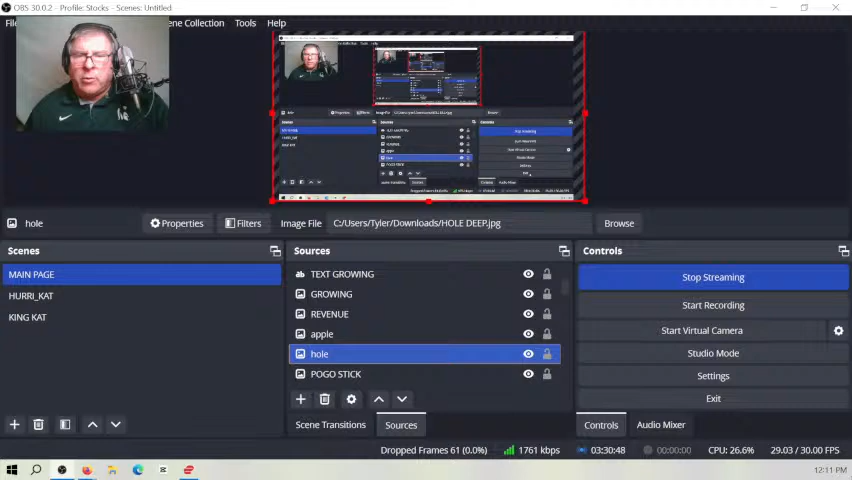 OBS 30.0.2 - Profile: Stocks - Scenes: Untitled
File
Scene Collection
Tools
Help
hole
Properties
Filters
Image File
C:/Users/Tyler/Downloads/HOLE DEEP.jpg
Browse
Scenes
MAIN PAGE
HURRI_KAT
KING KAT
Sources
TEXT GROWING
GROWING
REVENUE
apple
hole
POGO STICK
Scene Transitions
Sources
Controls
Stop Streaming
Start Recording
Start Virtual Camera
Studio Mode
Settings
Exit
Controls
Audio Mixer
Dropped Frames 61 (0.0%)
1761 kbps
03:30:48
00:00:00
CPU: 26.6%
29.03 / 30.00 FPS
12:11 PM